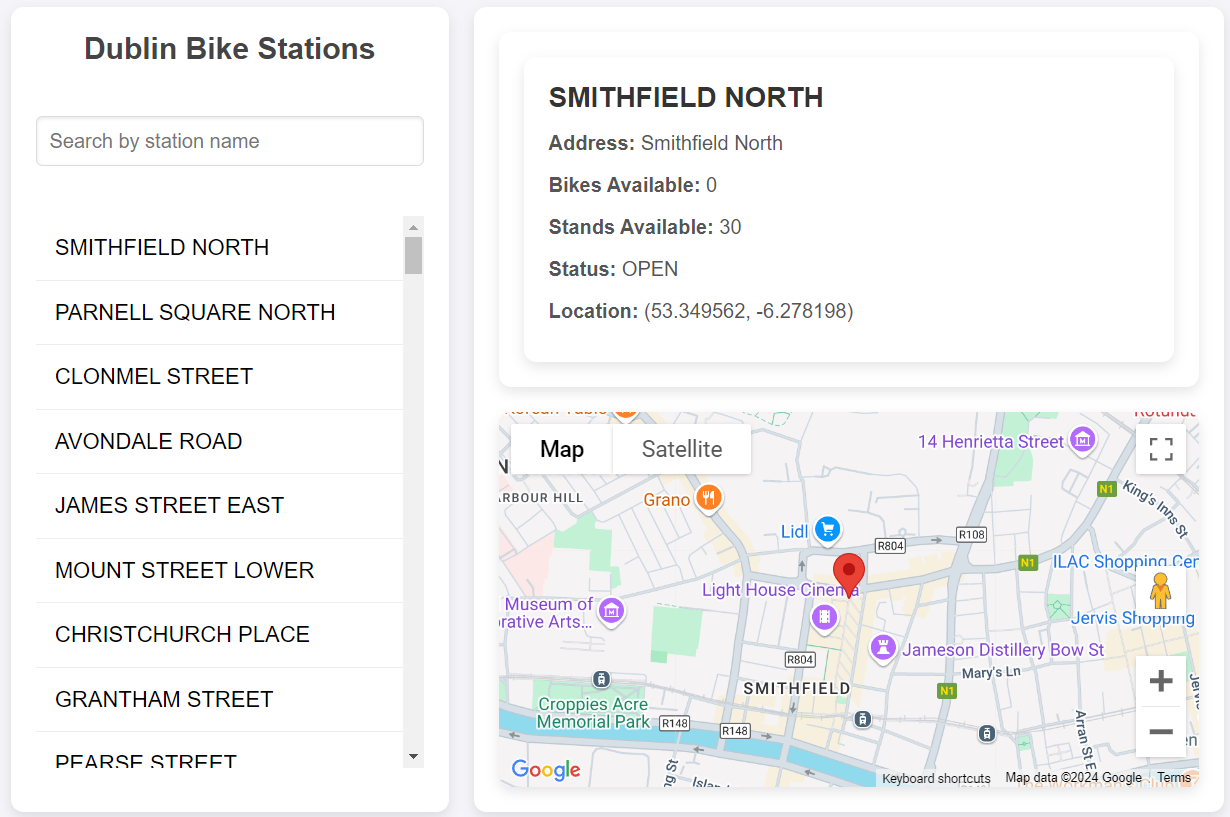 Dublin Bike Stations
Search by station name
SMITHFIELD NORTH
PARNELL SQUARE NORTH
CLONMEL STREET
AVONDALE ROAD
JAMES STREET EAST
MOUNT STREET LOWER
CHRISTCHURCH PLACE
GRANTHAM STREET
PEARSE STREET
SMITHFIELD NORTH
Address: Smithfield North
Bikes Available: 0
Stands Available: 30
Status: OPEN
Location: (53.349562, -6.278198)
Map
Satellite
14 Henrietta Street
ARBOUR HILL
Grano
N1
King's Inns St
Lidl
R804
R108
N1
ILAC Shopping Cen
Light House Cinema
Museum of
orative Arts...
Jervis Shopping
Jameson Distillery Bow St
R804
Mary's Ln
SMITHFIELD
N1
Croppies Acre
Memorial Park
R148
R148
Arran St E
Google
Keyboard shortcuts
Map data ©2024 Google
Terms